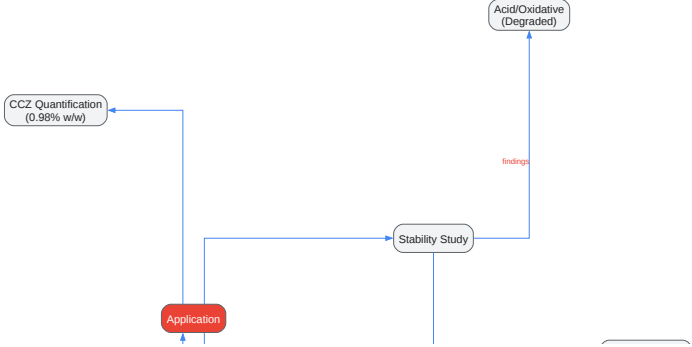 Acid/Oxidative
(Degraded)
CCZ Quantification
(0.98% w/w)
findings
Stability Study
Application